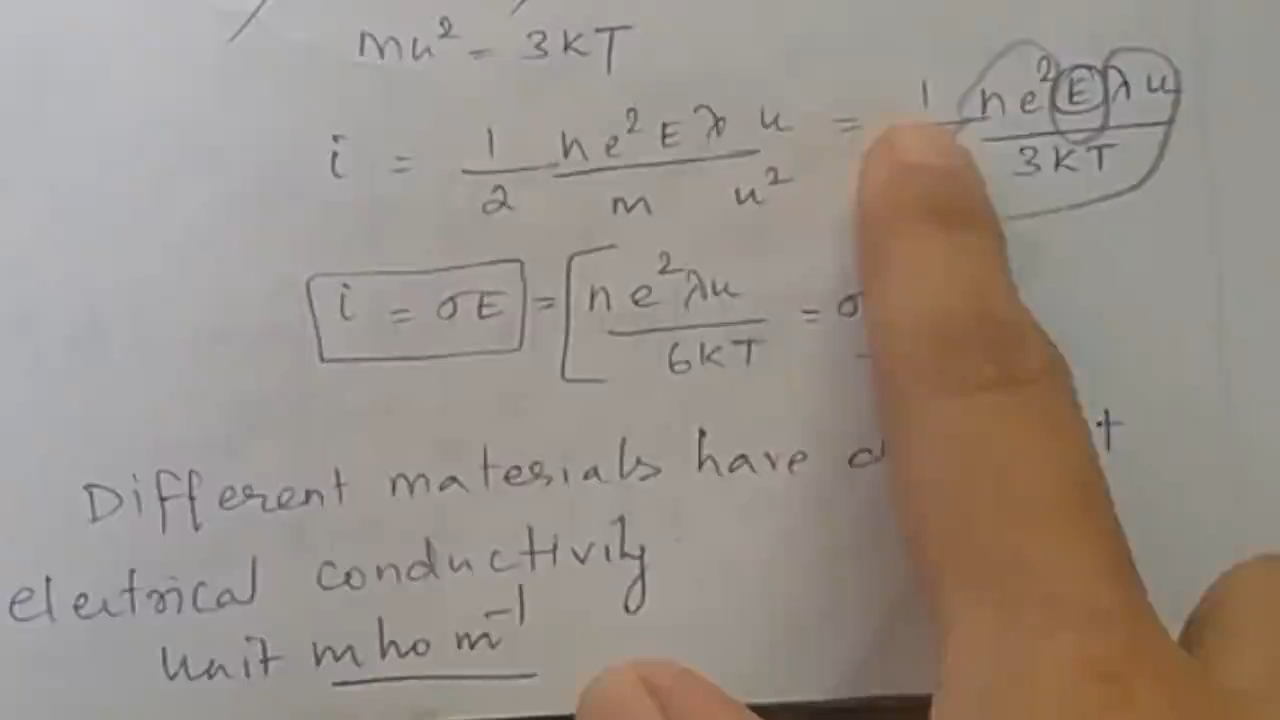 mu² = 3KT
i = 1/2 ne²Eλu / m u² = 1 ne²Eλu / 3KT
i = σE = [ne²λu / 6KT = σ
Different materials have
electrical conductivity
Unit mho m⁻¹